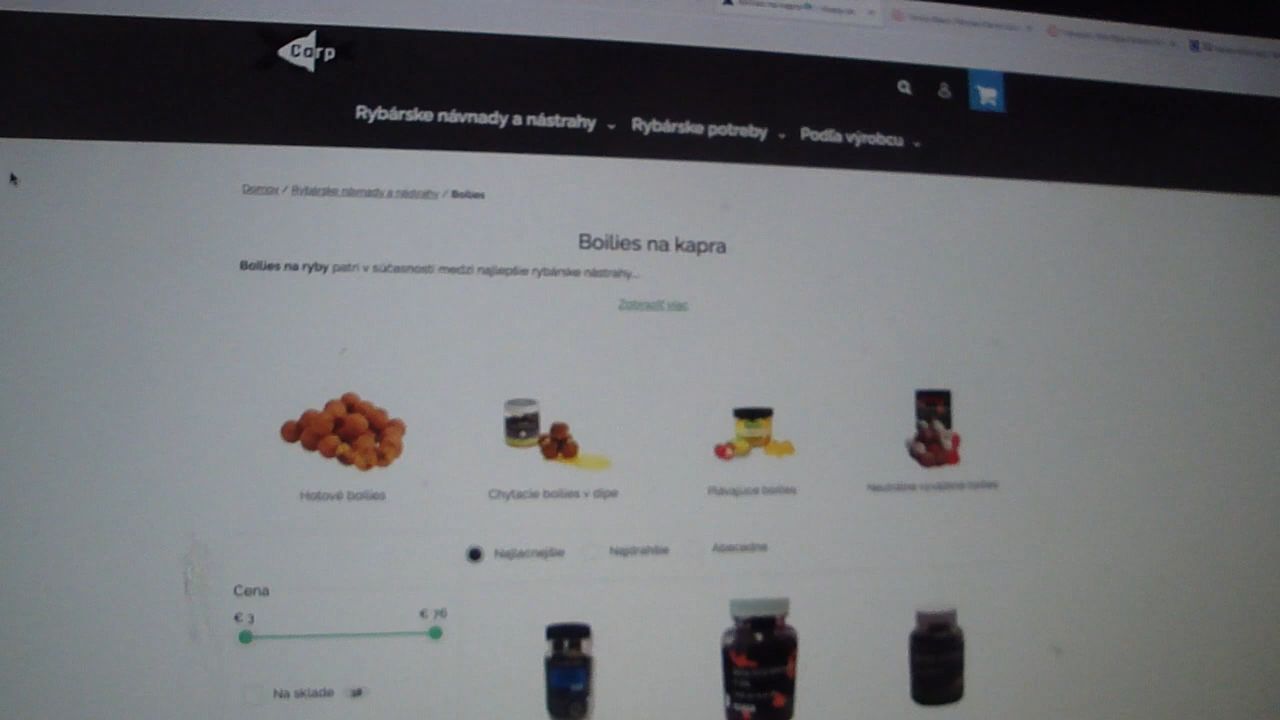 Carp
Rybárske návnady a nástrahy
Rybárske potreby
Podľa výrobcu
Domov / Rybárske návnady a nástrahy / Boilies
Boilies na kapra
Boilies na ryby patrí v súčasnosti medzi najlepšie rybárske nástrahy...
Zobraziť viac
Hotové boilies
Chytacie boilies v dipe
Plávajúce boilies
Najlacnejšie
Najdrahšie
Abecedne
Cena
€ 3
€ 76
Na sklade